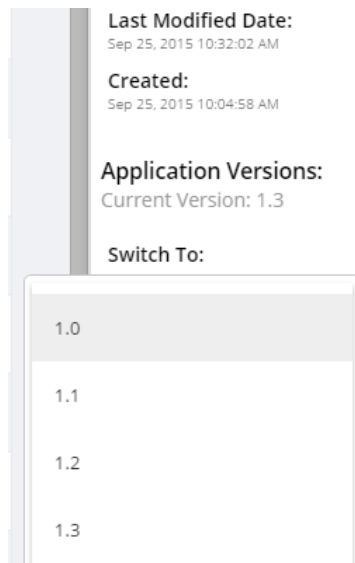 Last Modified Date:
Sep 25, 2015 10:32:02 AM
Created:
Sep 25, 2015 10:04:58 AM
Application Versions:
Current Version: 1.3
Switch To:
1.0
1.1
1.2
1.3